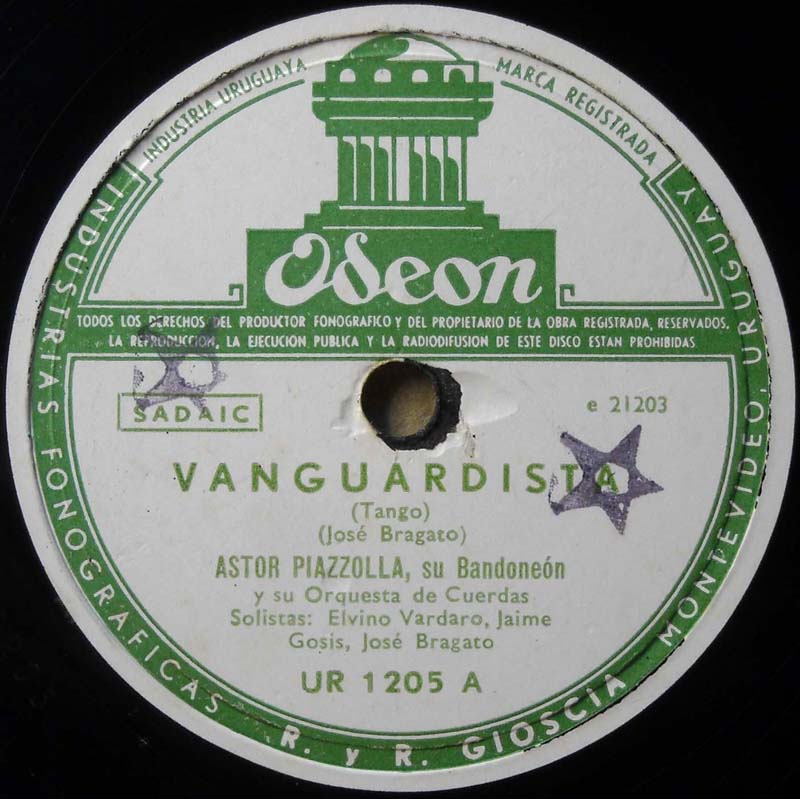 INDUSTRIA URUGUAYA
MARCA REGISTRADA
Odeon
TODOS LOS DERECHOS DEL PRODUCTOR FONOGRAFICO Y DEL PROPIETARIO DE LA OBRA REGISTRADA, RESERVADOS.
LA REPRODUCCION, LA EJECUCION PUBLICA Y LA RADIODIFUSION DE ESTE DISCO ESTAN PROHIBIDAS
SADAIC
e 21203
VANGUARDISTA
(Tango)
(José Bragato)
ASTOR PIAZZOLLA, su Bandoneón
y su Orquesta de Cuerdas
Solistas: Elvino Vardaro, Jaime
Gosis, José Bragato
UR 1205 A
INDUSTRIAS FONOGRAFICAS R. y R. GIOSCIA MONTEVIDEO, URUGUAY